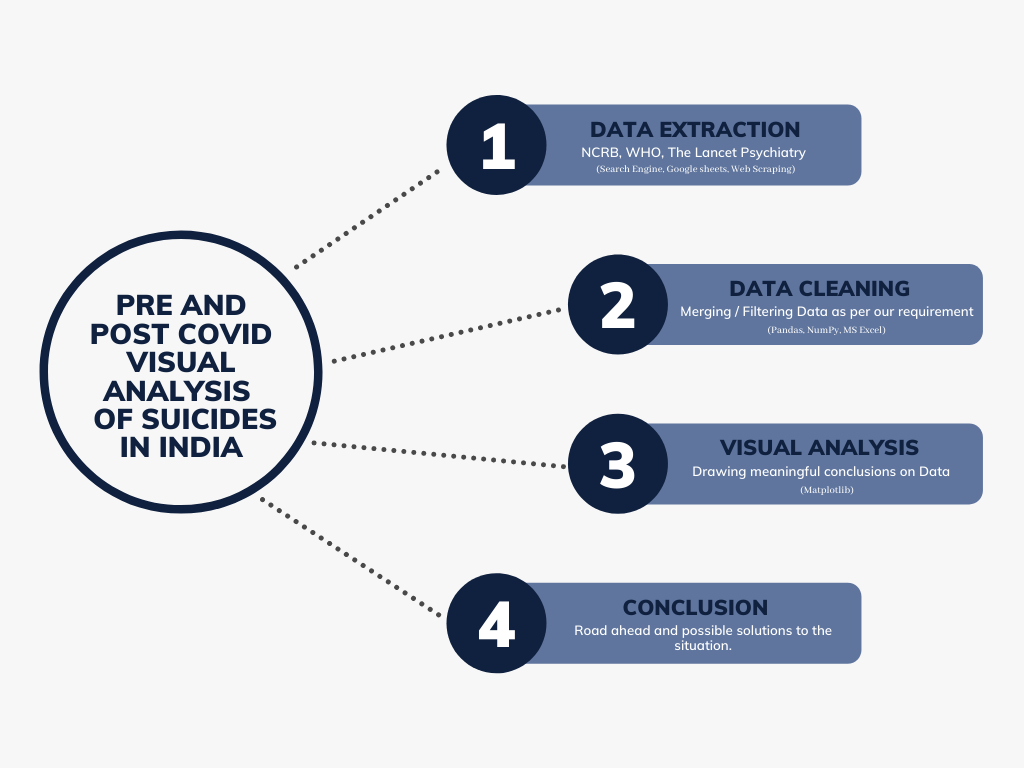 PRE AND
POST COVID
VISUAL
ANALYSIS
OF SUICIDES
IN INDIA
1
DATA EXTRACTION
NCRB, WHO, The Lancet Psychiatry
(Search Engine, Google sheets, Web Scraping)
2
DATA CLEANING
Merging / Filtering Data as per our requirement
(Pandas, NumPy, MS Excel)
3
VISUAL ANALYSIS
Drawing meaningful conclusions on Data
(Matplotlib)
4
CONCLUSION
Road ahead and possible solutions to the
situation.